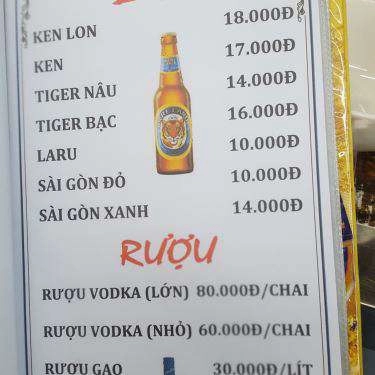 KEN LON 18.000Đ
KEN 17.000Đ
TIGER NÂU 14.000Đ
TIGER BẠC 16.000Đ
LARU 10.000Đ
SÀI GÒN ĐỎ 10.000Đ
SÀI GÒN XANH 14.000Đ
RƯỢU
RƯỢU VODKA (LỚN) 80.000Đ/CHAI
RƯỢU VODKA (NHỎ) 60.000Đ/CHAI
RƯỢU GẠO 30.000Đ/LÍT